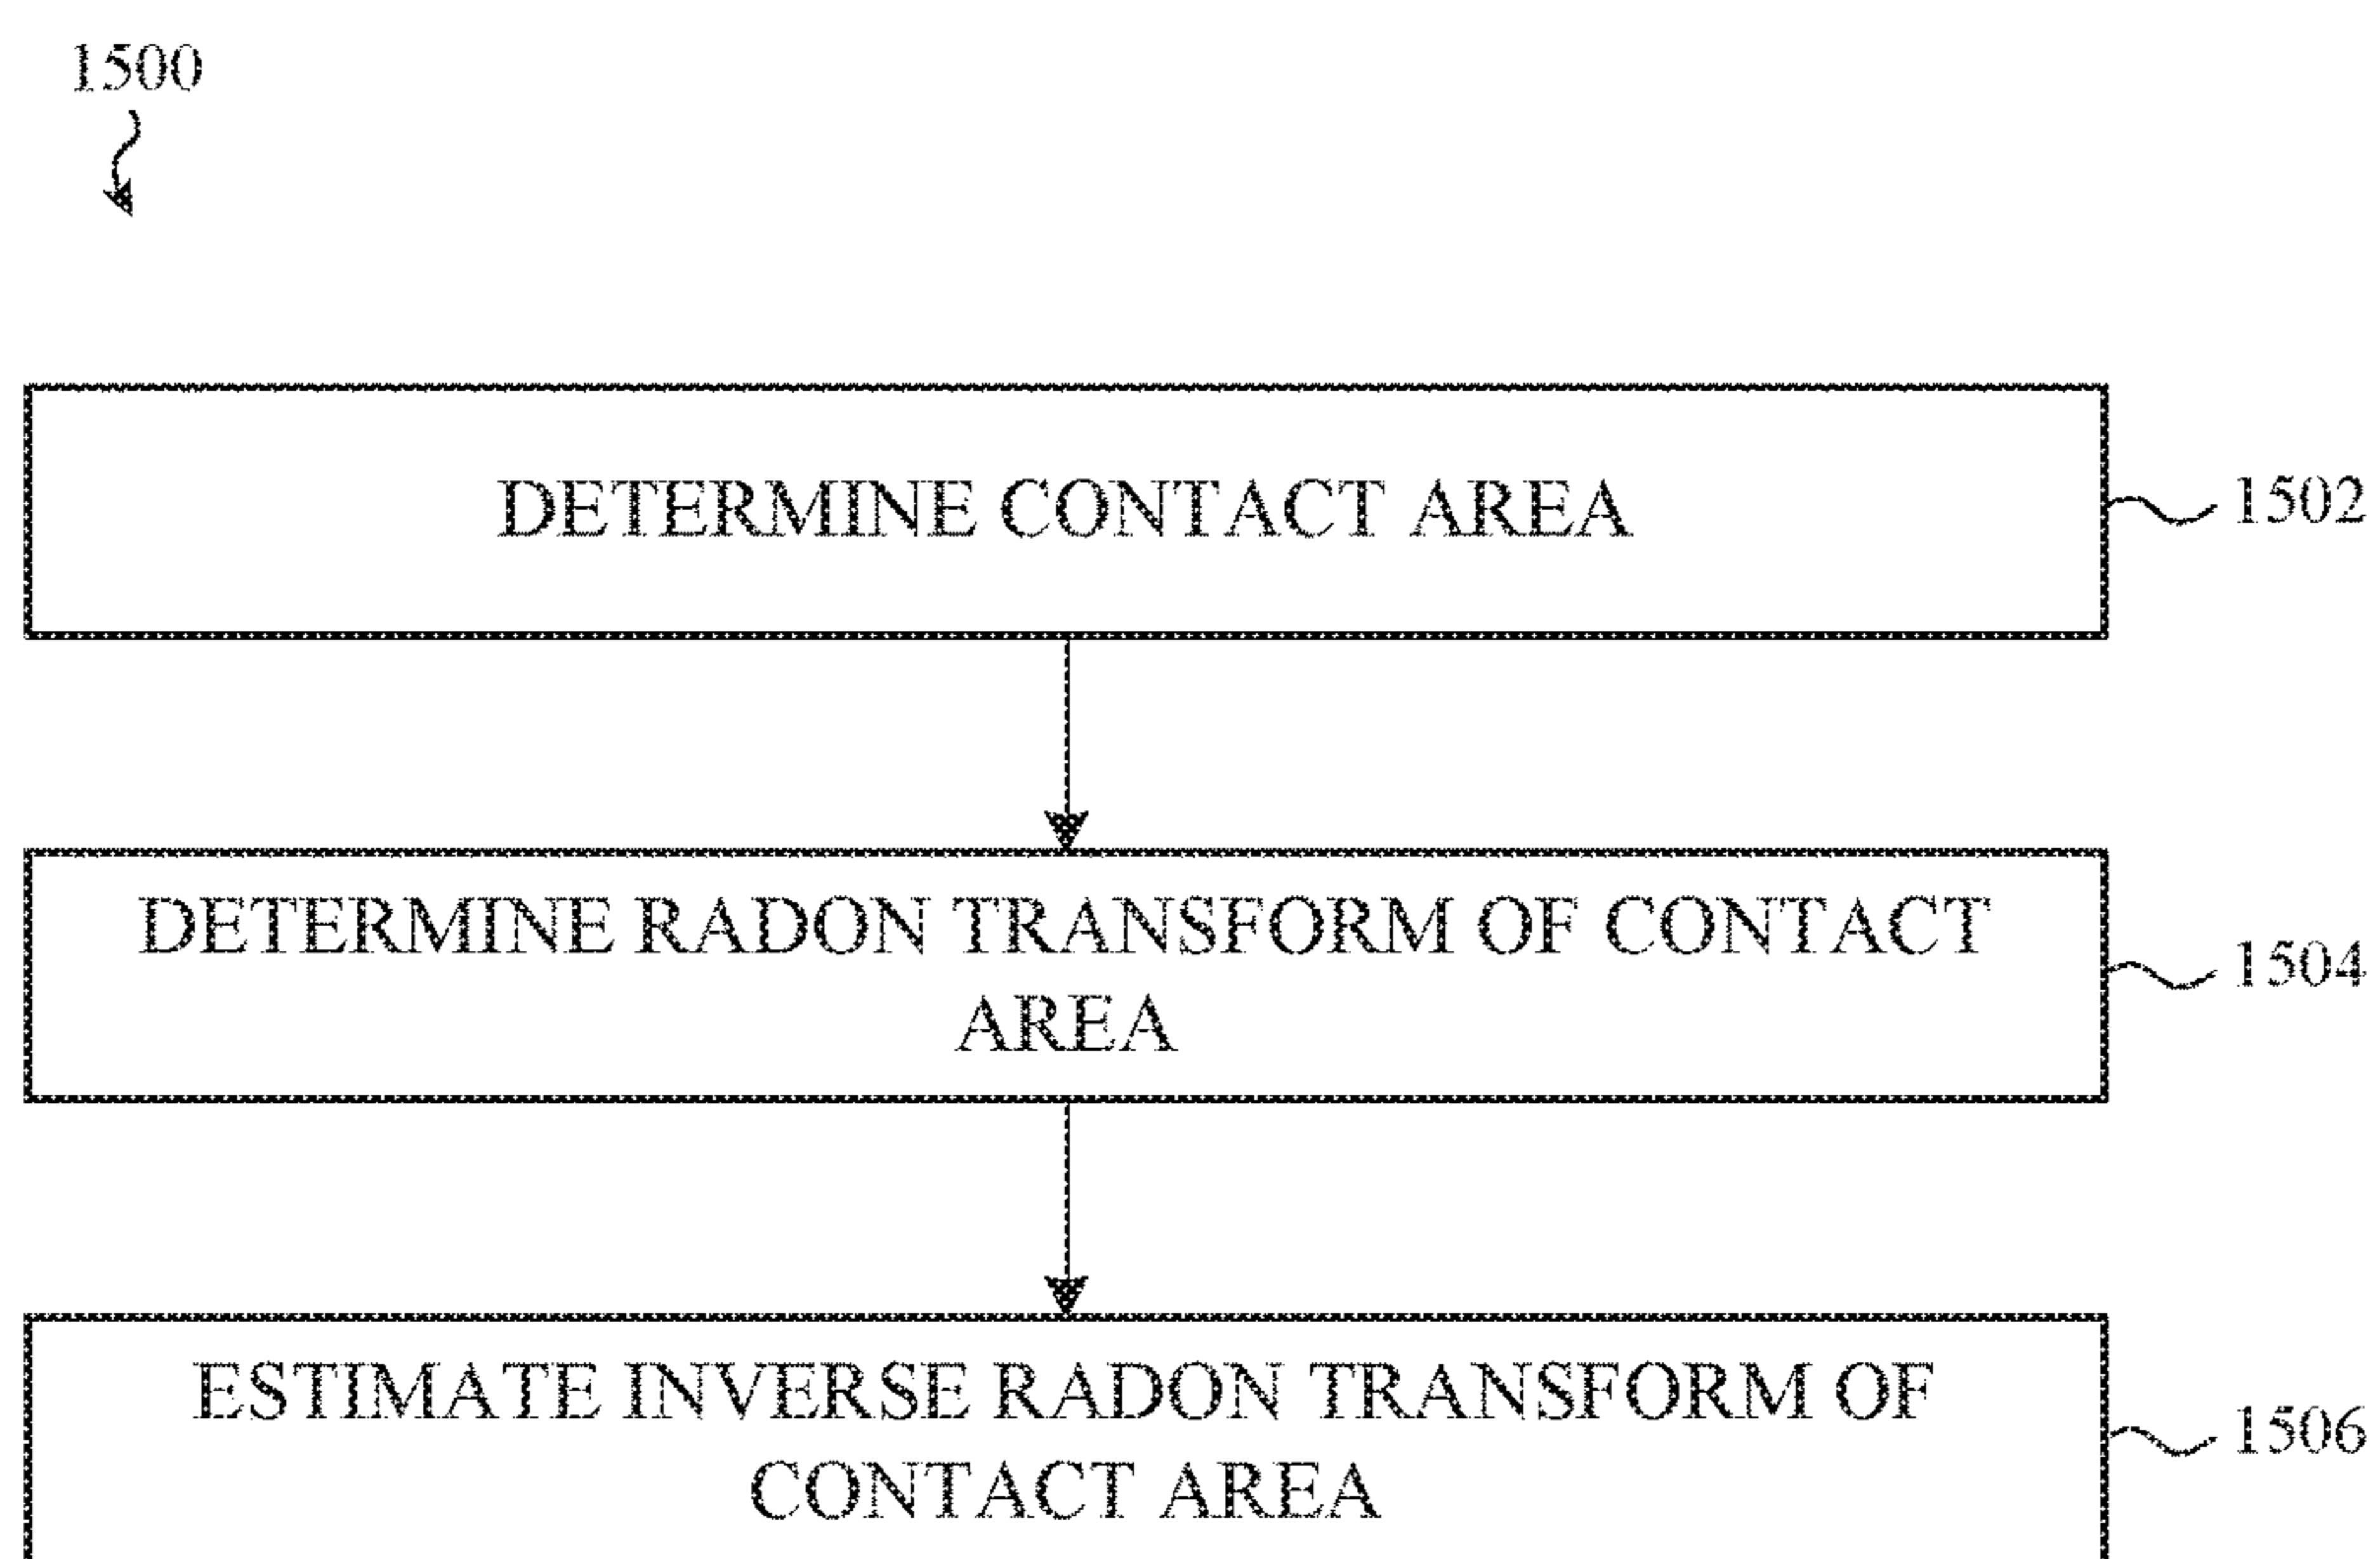 1500
DETERMINE CONTACT AREA
1502
DETERMINE RADON TRANSFORM OF CONTACT
AREA
1504
ESTIMATE INVERSE RADON TRANSFORM OF
CONTACT AREA
1506